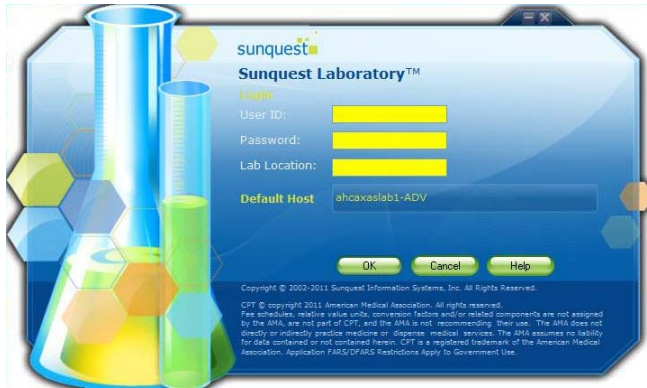 sunquest
Sunquest Laboratory™
Login
User ID:
Password:
Lab Location:
Default Host
ahcaxaslab1-ADV
OK Cancel Help
Copyright © 2002-2011 Sunquest Information Systems, Inc. All Rights Reserved.
CPT © copyright 2011 American Medical Association. All rights reserved.
Fee schedules, relative value units, conversion factors and/or related components are not assigned
by the AMA, are not part of CPT, and the AMA is not recommending their use. The AMA does not
directly or indirectly practice medicine or dispense medical services. The AMA assumes no liability
for data contained or not contained herein. CPT is a registered trademark of the American Medical
Association. Application FARS/DFARS Restrictions Apply to Government Use.